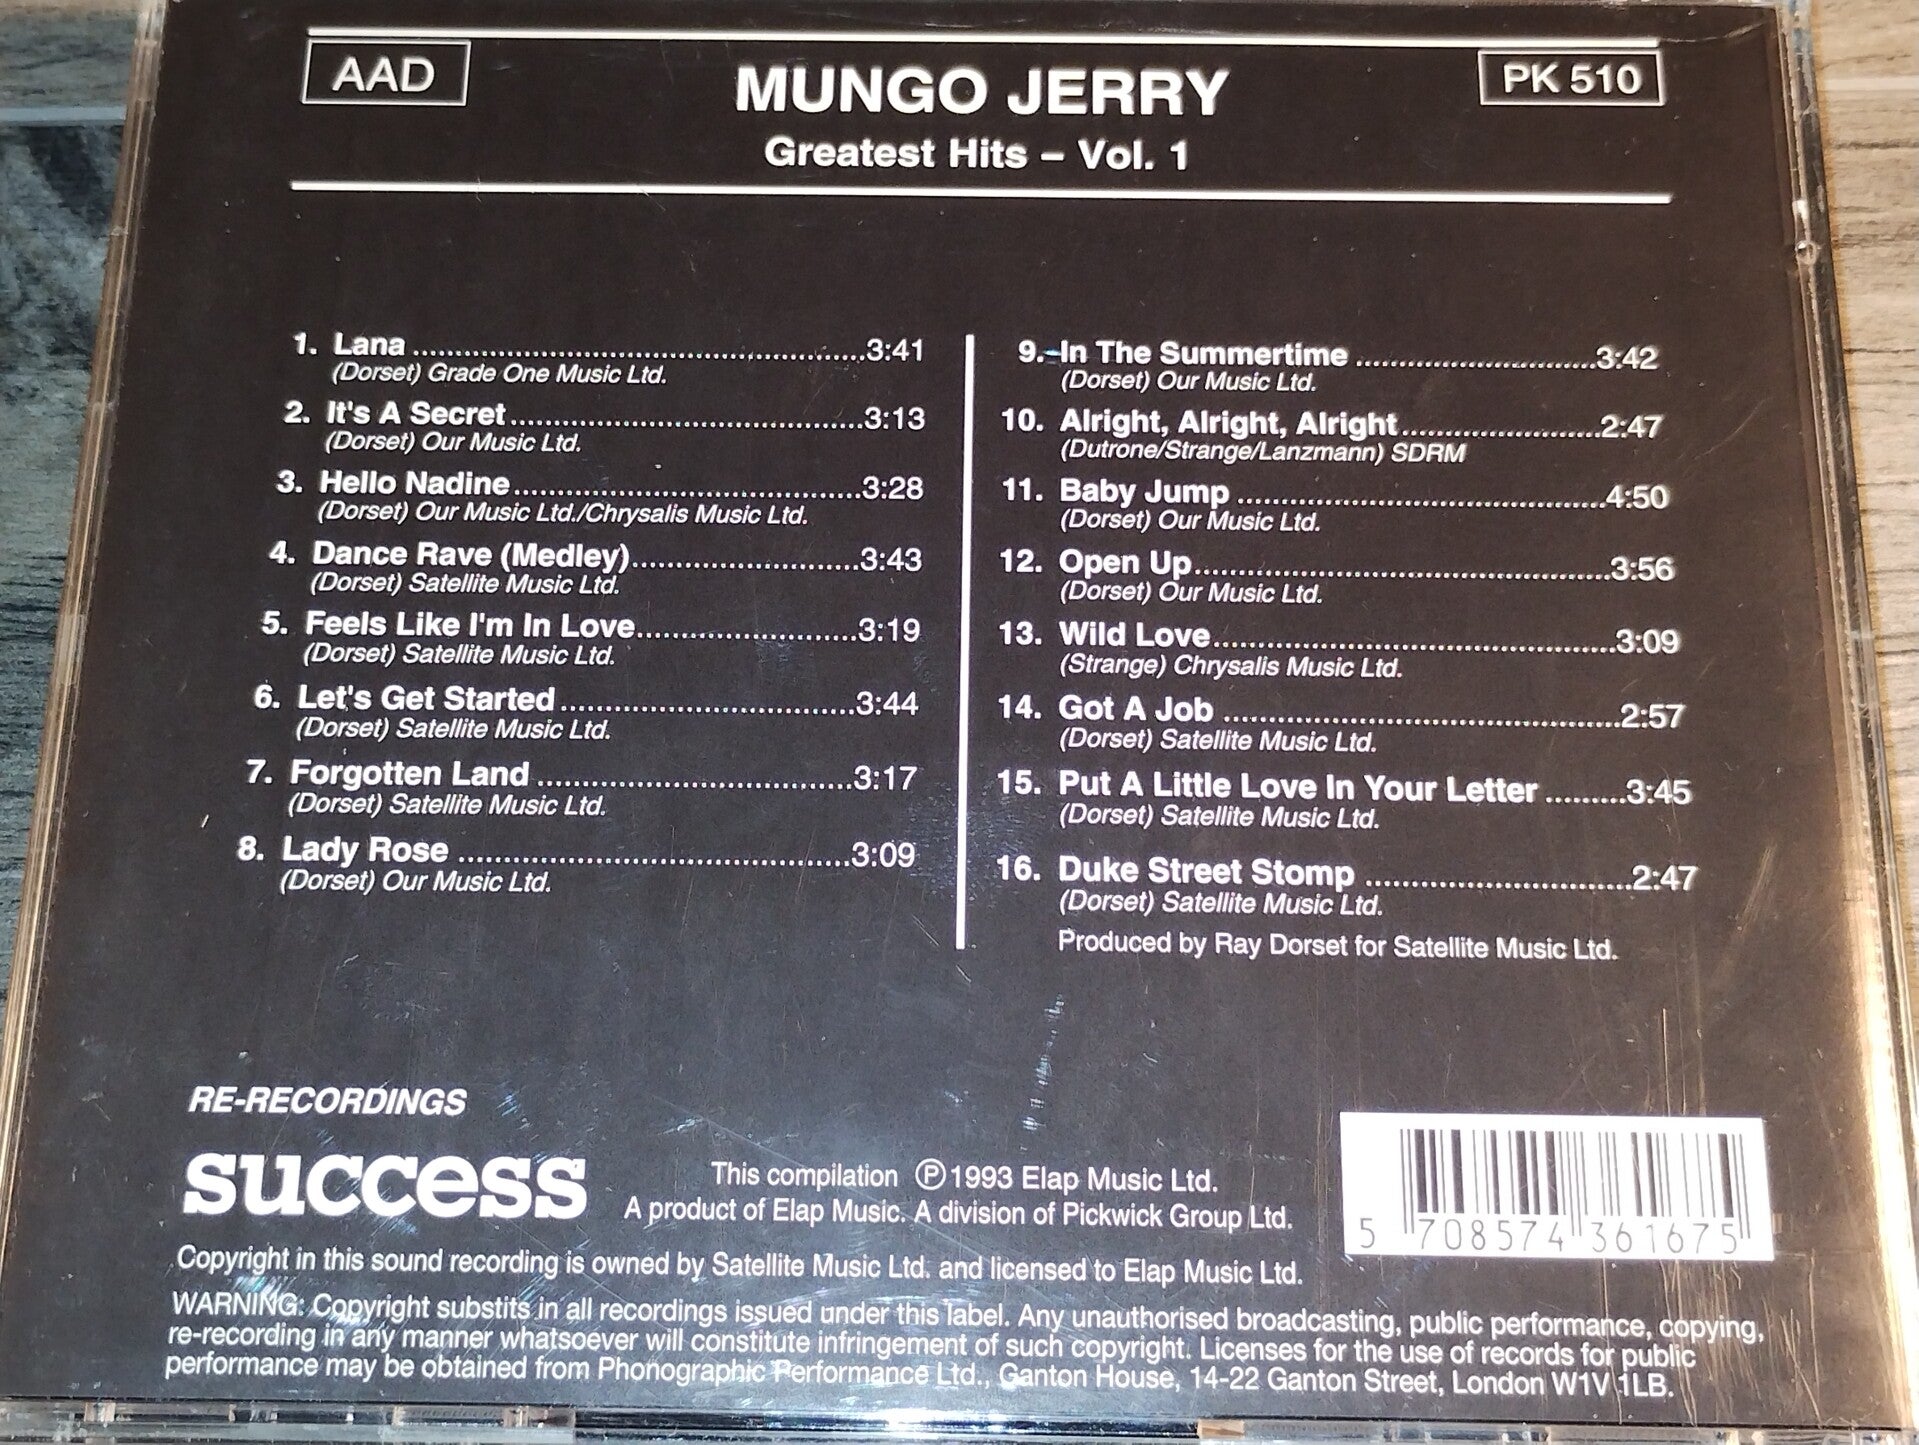 AAD
MUNGO JERRY
PK 510
Greatest Hits – Vol. 1
1. Lana ........ 3:41
(Dorset) Grade One Music Ltd.
2. It's A Secret ........ 3:13
(Dorset) Our Music Ltd.
3. Hello Nadine ........ 3:28
(Dorset) Our Music Ltd./Chrysalis Music Ltd.
4. Dance Rave (Medley) ........ 3:43
(Dorset) Satellite Music Ltd.
5. Feels Like I'm In Love ........ 3:19
(Dorset) Satellite Music Ltd.
6. Let's Get Started ........ 3:44
(Dorset) Satellite Music Ltd.
7. Forgotten Land ........ 3:17
(Dorset) Satellite Music Ltd.
8. Lady Rose ........ 3:09
(Dorset) Our Music Ltd.
9. In The Summertime ........ 3:42
(Dorset) Our Music Ltd.
10. Alright, Alright, Alright ........ 2:47
(Dutrone/Strange/Lanzmann) SDRM
11. Baby Jump ........ 4:50
(Dorset) Our Music Ltd.
12. Open Up ........ 3:56
(Dorset) Our Music Ltd.
13. Wild Love ........ 3:09
(Strange) Chrysalis Music Ltd.
14. Got A Job ........ 2:57
(Dorset) Satellite Music Ltd.
15. Put A Little Love In Your Letter ........ 3:45
(Dorset) Satellite Music Ltd.
16. Duke Street Stomp ........ 2:47
(Dorset) Satellite Music Ltd.
Produced by Ray Dorset for Satellite Music Ltd.
RE-RECORDINGS
success
This compilation ℗ 1993 Elap Music Ltd.
A product of Elap Music. A division of Pickwick Group Ltd.
5 708574 361675
Copyright in this sound recording is owned by Satellite Music Ltd. and licensed to Elap Music Ltd.
WARNING: Copyright substits in all recordings issued under this label. Any unauthorised broadcasting, public performance, copying,
re-recording in any manner whatsoever will constitute infringement of such copyright. Licenses for the use of records for public
performance may be obtained from Phonographic Performance Ltd., Ganton House, 14-22 Ganton Street, London W1V 1LB.